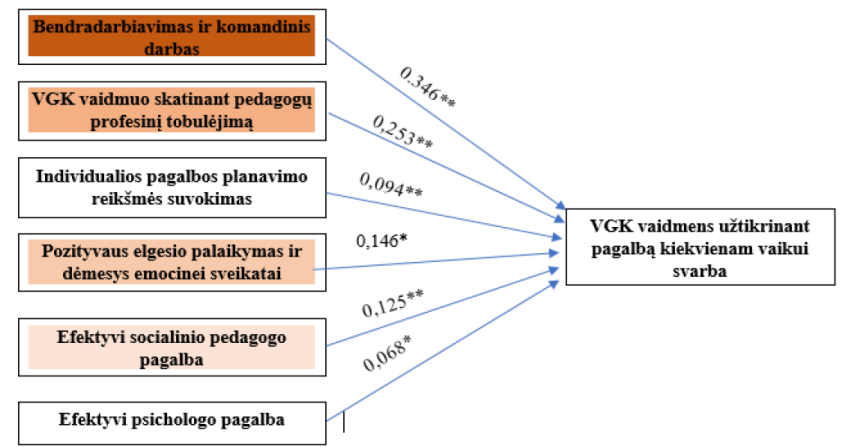 Bendradarbiavimas ir komandinis
darbas
0.346**
VGK vaidmuo skatinant pedagogų
profesinį tobulėjimą
0,253**
Individualios pagalbos planavimo
reikšmės suvokimas
0,094**
Pozityvaus elgesio palaikymas ir
dėmesys emocinei sveikatai
0,146*
Efektyvi socialinio pedagogo
pagalba
0,125**
Efektyvi psichologo pagalba
0,068*
VGK vaidmens užtikrinant
pagalbą kiekvienam vaikui
svarba